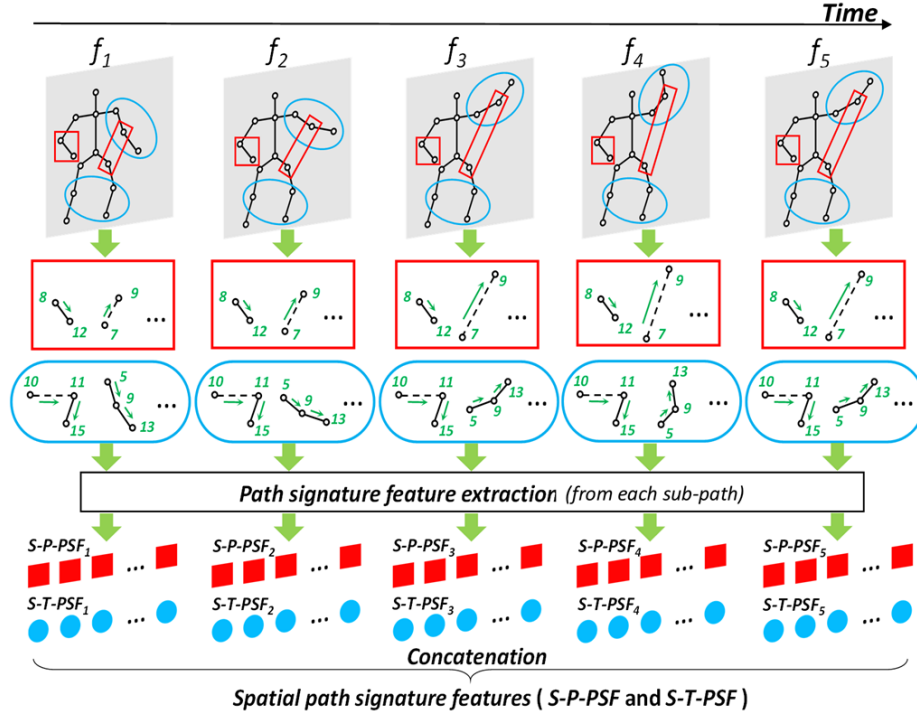 Time
f1 f2 f3 f4 f5
8 12 9 7 ... 8 12 9 7 ... 8 12 9 7 ... 8 12 9 7 ... 8 12 9 7 ...
10 11 15 5 9 13 ... 10 11 15 5 9 13 ... 10 11 15 5 9 13 ... 10 11 15 13 9 5 ... 10 11 15 5 9 13 ...
Path signature feature extraction (from each sub-path)
S-P-PSF1 S-P-PSF2 S-P-PSF3 S-P-PSF4 S-P-PSF5
... ... ... ... ...
S-T-PSF1 S-T-PSF2 S-T-PSF3 S-T-PSF4 S-T-PSF5
... ... ... ... ...
Concatenation
Spatial path signature features ( S-P-PSF and S-T-PSF )